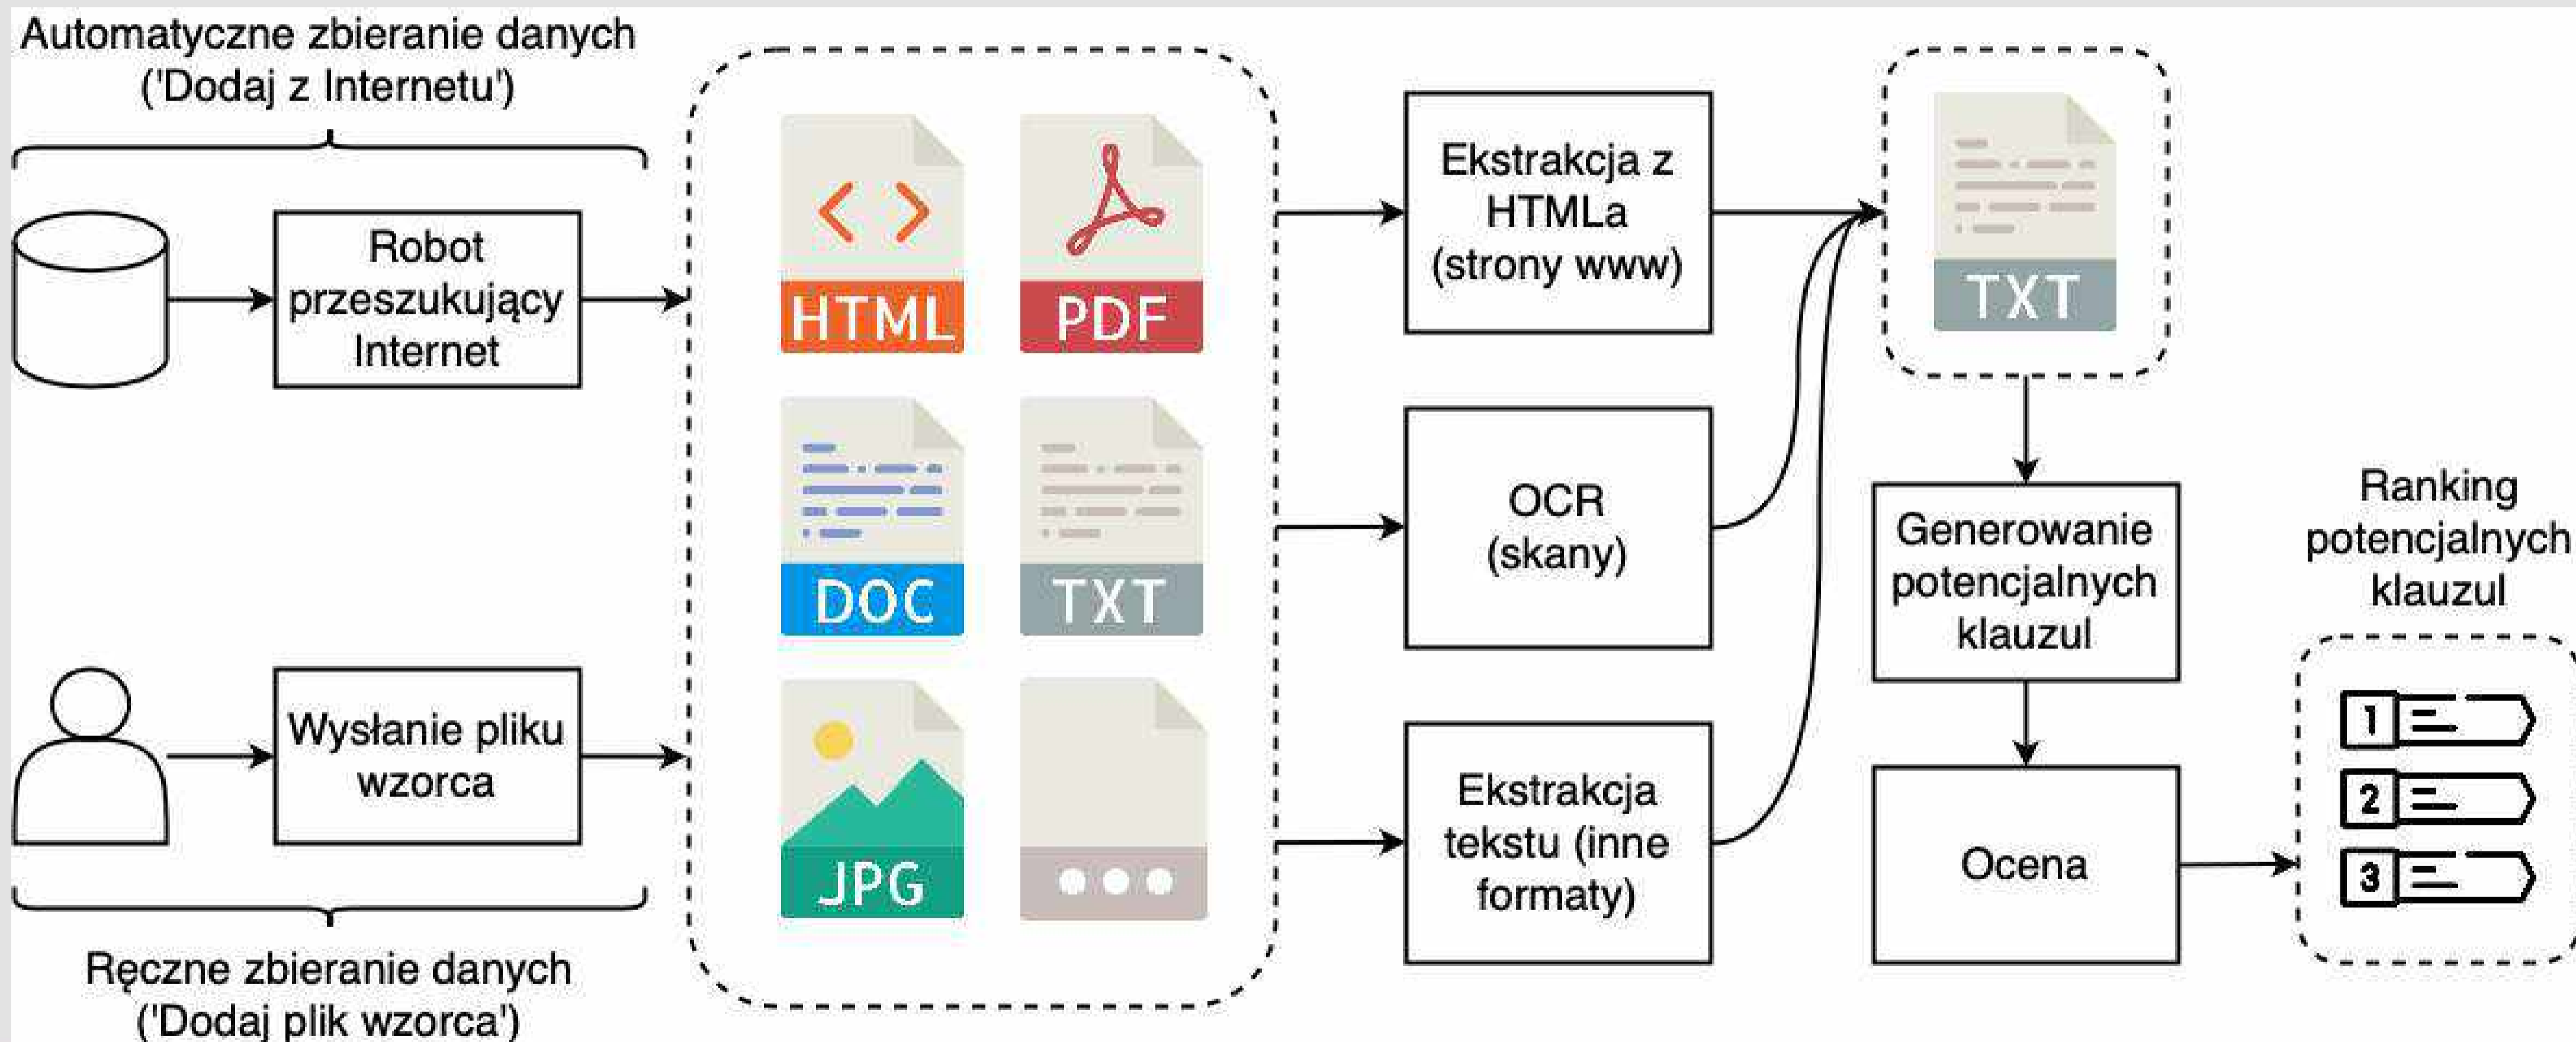 Automatyczne zbieranie danych
('Dodaj z Internetu')
Robot
przeszukujący
Internet
Wysłanie pliku
wzorca
Ręczne zbieranie danych
('Dodaj plik wzorca')
HTML
PDF
DOC
TXT
JPG
Ekstrakcja z
HTMLa
(strony www)
OCR
(skany)
Ekstrakcja
tekstu (inne
formaty)
TXT
Generowanie
potencjalnych
klauzul
Ocena
Ranking
potencjalnych
klauzul
1
2
3